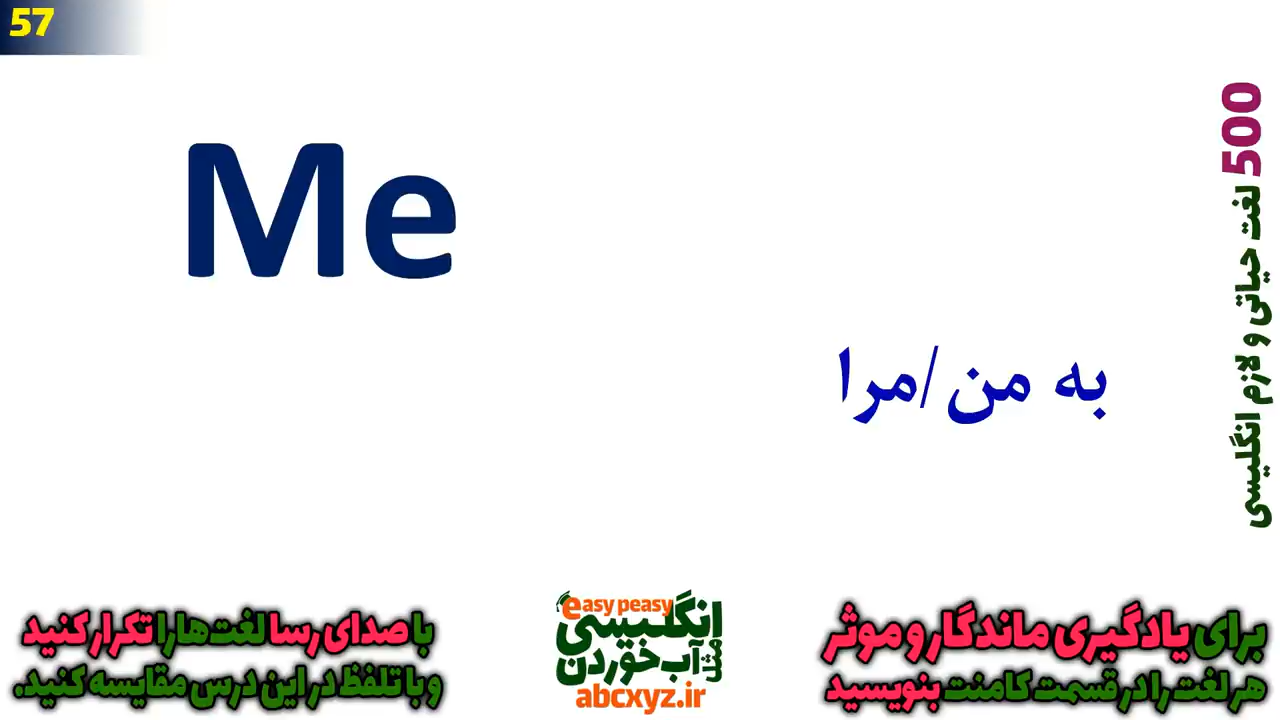 57
Me
به من/مرا
500 لغت حیاتی و لازم انگلیسی
برای یادگیری ماندگار و موثر
هر لغت را در قسمت کامنت بنویسید
easy peasy
انگلیسی
مثل آب خوردن
abcxyz.ir
با صدای رسا لغت‌ها را تکرار کنید
و با تلفظ در این درس مقایسه کنید.